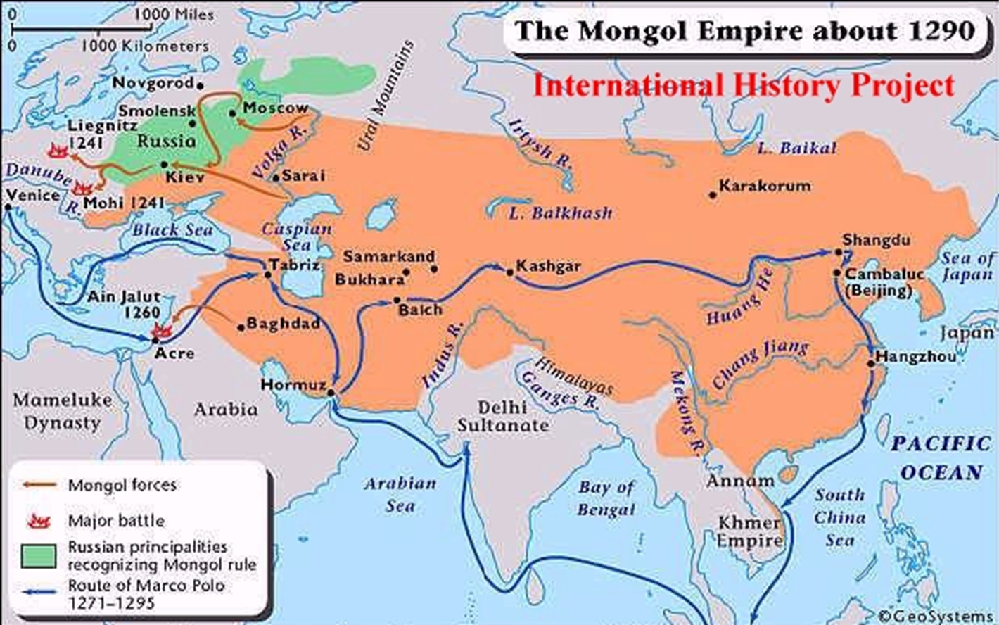 0 1000 Miles
0 1000 Kilometers
The Mongol Empire about 1290
International History Project
Novgorod
Smolensk
Moscow
Liegnitz
1241
Russia
Ural Mountains
Volga R.
Irtysh R.
L. Baikal
Danube
R.
Kiev
Sarai
Karakorum
Venice
Mohi 1241
L. Balkhash
Black Sea
Caspian
Sea
Shangdu
Samarkand
Sea of
Japan
Tabriz
Bukhara
Kashgar
Cambaluc
(Beijing)
Huang He
Ain Jalut
1260
Balch
Baghdad
Japan
Acre
Indus R.
Chang Jiang
Hangzhou
Himalayas
Hormuz
Ganges R.
Mekong R.
Mameluke
Dynasty
Arabia
Delhi
Sultanate
PACIFIC
OCEAN
Annam
Arabian
Sea
Bay of
Bengal
South
China
Sea
Khmer
Empire
Mongol forces
Major battle
Russian principalities
recognizing Mongol rule
Route of Marco Polo
1271–1295
©GeoSystems